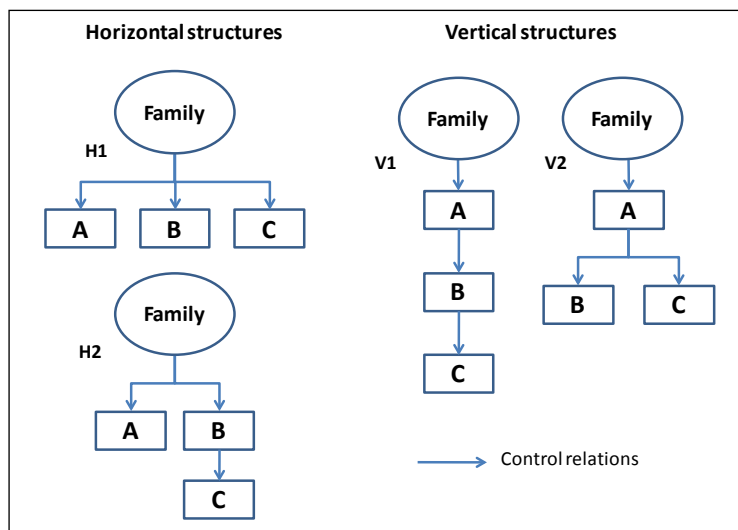 Horizontal structures
Family
H1
A B C
Family
H2
A B
C
Vertical structures
Family Family
V1 V2
A A
B B C
C
Control relations